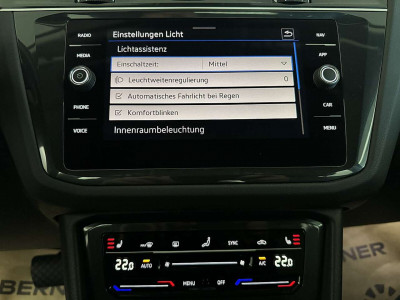 RADIO
MEDIA
PHONE
VOICE
Einstellungen Licht
Lichtassistenz
Einschaltzeit: Mittel
Leuchtweitenregulierung 0
Automatisches Fahrlicht bei Regen
Komfortblinken
Innenraumbeleuchtung
NAV
APP
CAR
MENU
SYNC
22.0 AUTO A/C 22.0
MENU OFF
BERNER